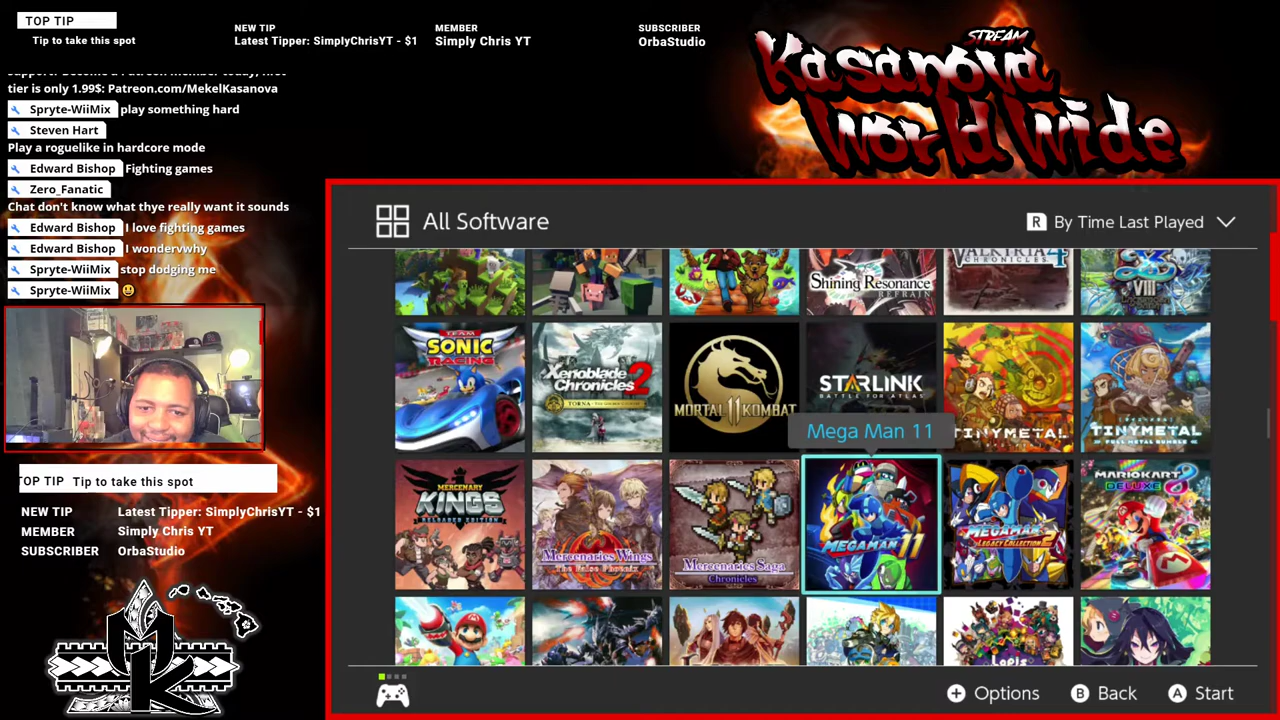 TOP TIP
Tip to take this spot
NEW TIP
Latest Tipper: SimplyChrisYT - $1
MEMBER
Simply Chris YT
SUBSCRIBER
OrbaStudio
STREAM
Kasanova
World Wide
tier is only 1.99$: Patreon.com/MekelKasanova
Spryte-WiiMix play something hard
Steven Hart
Play a roguelike in hardcore mode
Edward Bishop Fighting games
Zero_Fanatic
Chat don't know what thye really want it sounds
Edward Bishop I love fighting games
Edward Bishop I wondervwhy
Spryte-WiiMix stop dodging me
Spryte-WiiMix
TOP TIP Tip to take this spot
NEW TIP Latest Tipper: SimplyChrisYT - $1
MEMBER Simply Chris YT
SUBSCRIBER OrbaStudio
All Software
R By Time Last Played
Shining Resonance
REFRAIN
VALKYRIA
CHRONICLES 4
YS
VIII
TEAM
SONIC
RACING
Xenoblade
Chronicles 2
TORNA
MORTAL 11 KOMBAT
STARLINK
BATTLE FOR ATLAS
TINYMETAL
TINYMETAL
FULL METAL RUMBLE
Mega Man 11
MERCENARY
KINGS
RELOADED EDITION
Mercenaries Wings
The False Phoenix
Mercenaries Saga
Chronicles
MEGAMAN 11
MEGAMAN
LEGACY COLLECTION 2
MARIOKART
DELUXE 8
Lapis
+ Options
B Back
A Start